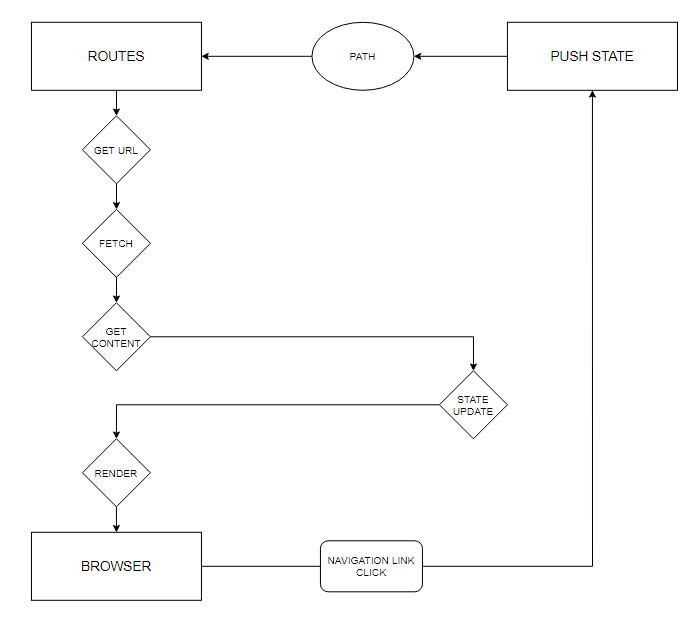 ROUTES
PATH
PUSH STATE
GET URL
FETCH
GET
CONTENT
STATE
UPDATE
RENDER
BROWSER
NAVIGATION LINK
CLICK